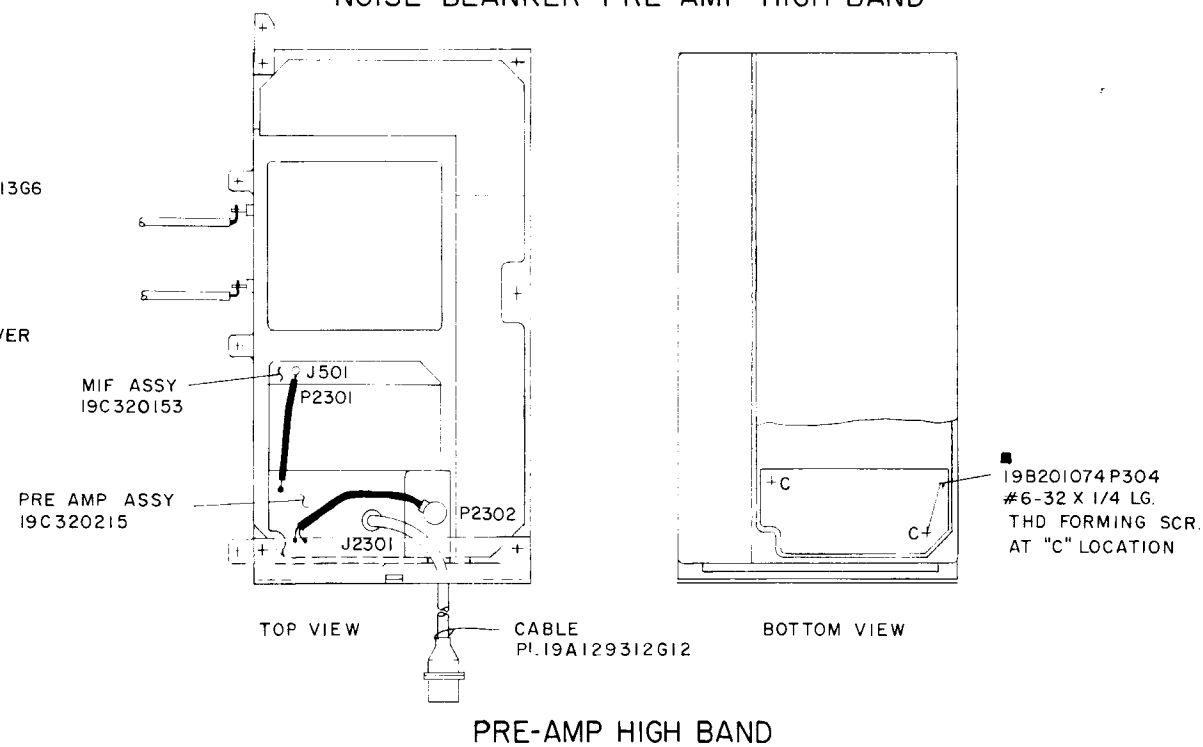 NOISE BLANKER PRE-AMP HIGH BAND
13G6
VER
J501
P2301
MIF ASSY
19C320153
PRE AMP ASSY
19C320215
P2302
J2301
C
C
19B201074P304
#6-32 X 1/4 LG.
THD FORMING SCR.
AT "C" LOCATION
TOP VIEW
CABLE
PL19A129312G12
BOTTOM VIEW
PRE-AMP HIGH BAND